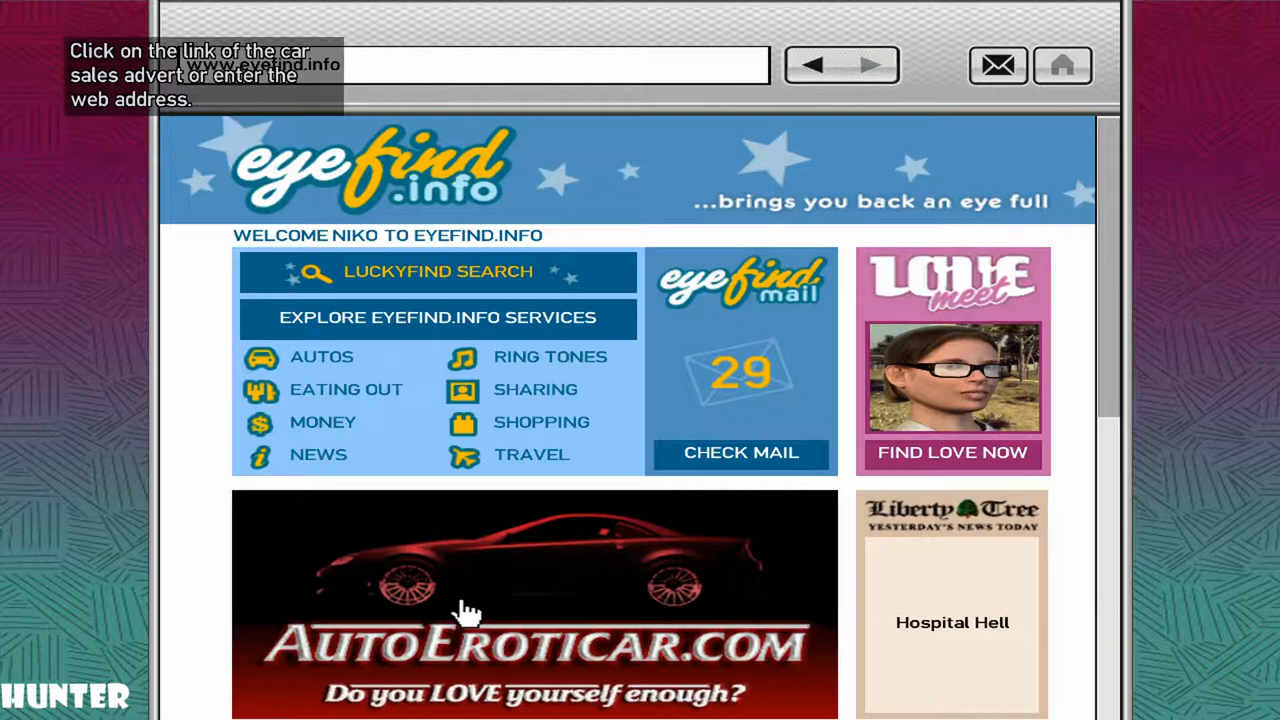 Click on the link of the car
sales advert or enter the
web address.
www.eyefind.info
eyefind
.info
...brings you back an eye full
WELCOME NIKO TO EYEFIND.INFO
LUCKYFIND SEARCH
EXPLORE EYEFIND.INFO SERVICES
AUTOS
RING TONES
EATING OUT
SHARING
MONEY
SHOPPING
NEWS
TRAVEL
eyefind
mail
29
CHECK MAIL
LOVE
meet
FIND LOVE NOW
AUTOEROTICAR.COM
Do you LOVE yourself enough?
Liberty Tree
YESTERDAY'S NEWS TODAY
Hospital Hell
HUNTER